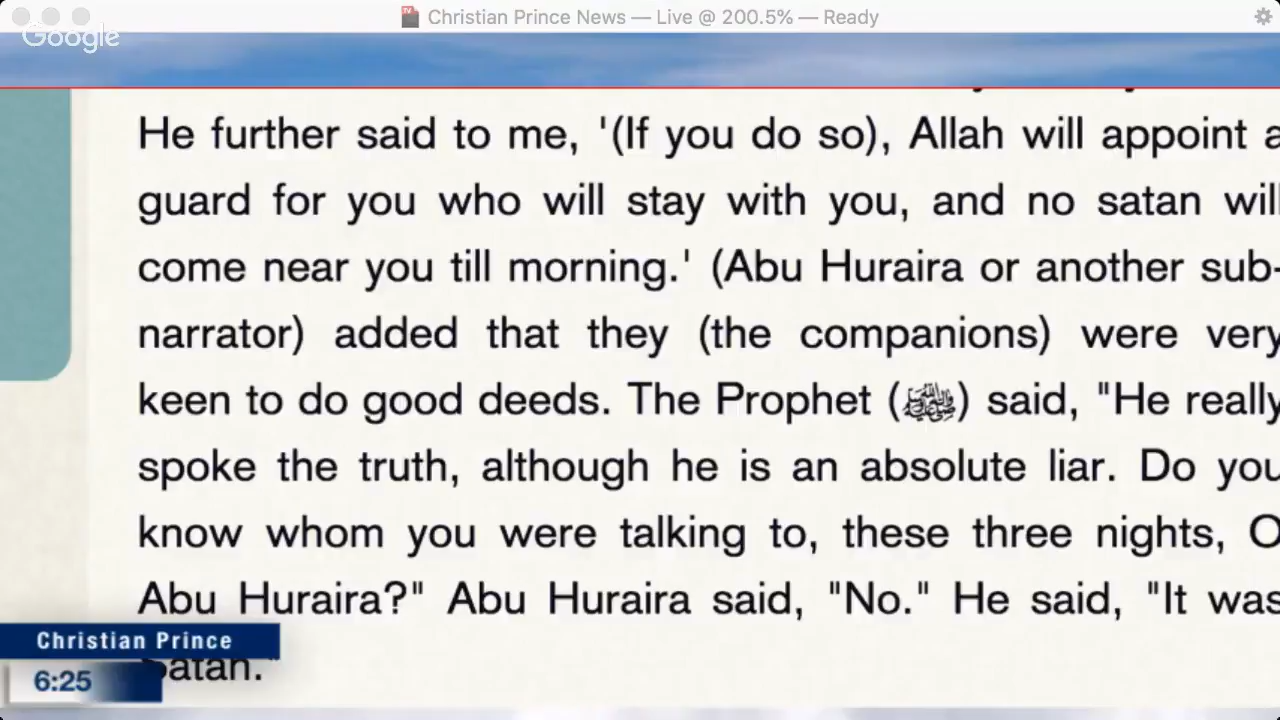 Christian Prince News — Live @ 200.5% — Ready
Google
He further said to me, '(If you do so), Allah will appoint a
guard for you who will stay with you, and no satan will
come near you till morning.' (Abu Huraira or another sub-
narrator) added that they (the companions) were very
keen to do good deeds. The Prophet (ﷺ) said, "He really
spoke the truth, although he is an absolute liar. Do you
know whom you were talking to, these three nights, O
Abu Huraira?" Abu Huraira said, "No." He said, "It was
Satan."
Christian Prince
6:25